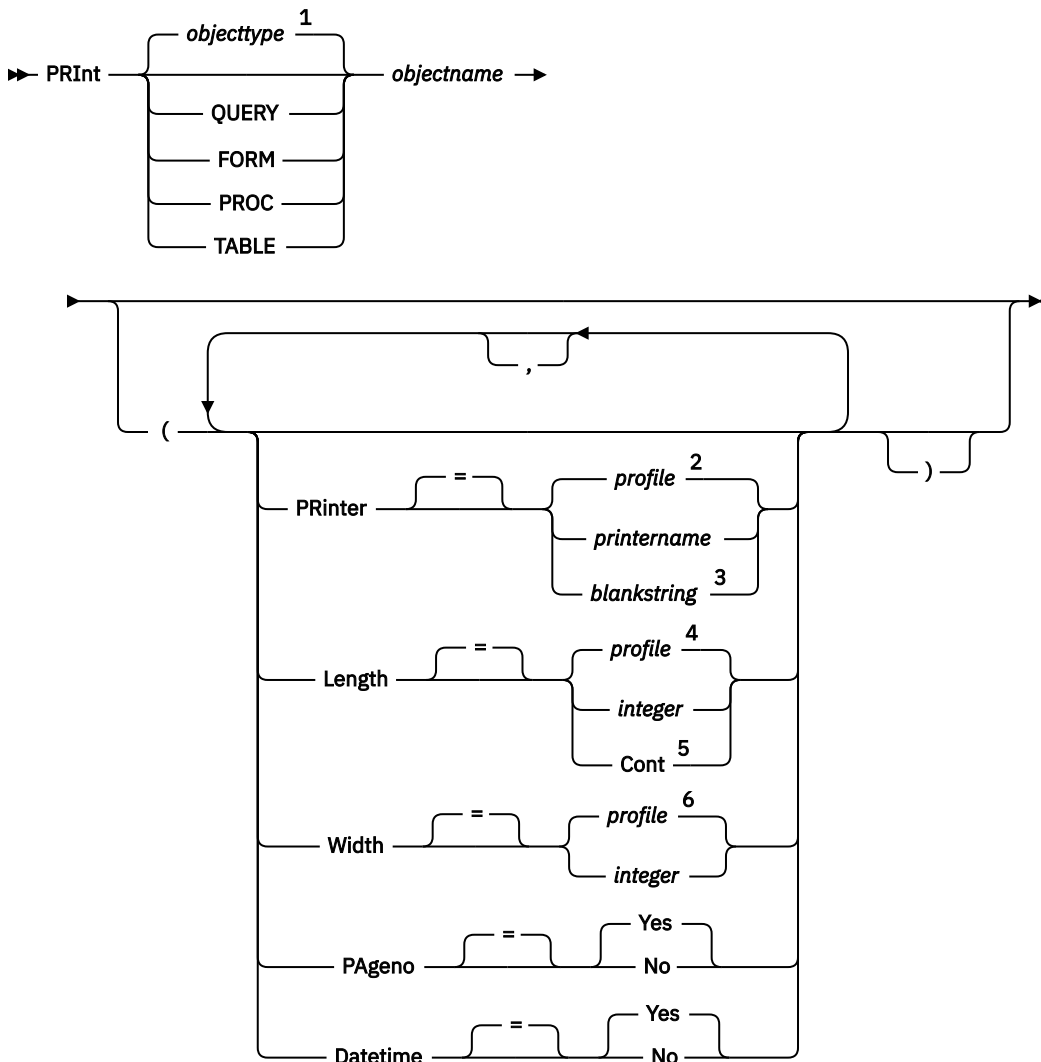 objecttype 1
PRInt objectname
QUERY
FORM
PROC
TABLE
,
(
)
= profile 2
PRinter
printername
blankstring 3
= profile 4
Length
integer
Cont 5
= profile 6
Width
integer
= Yes
PAgeno No
= Yes
Datetime No